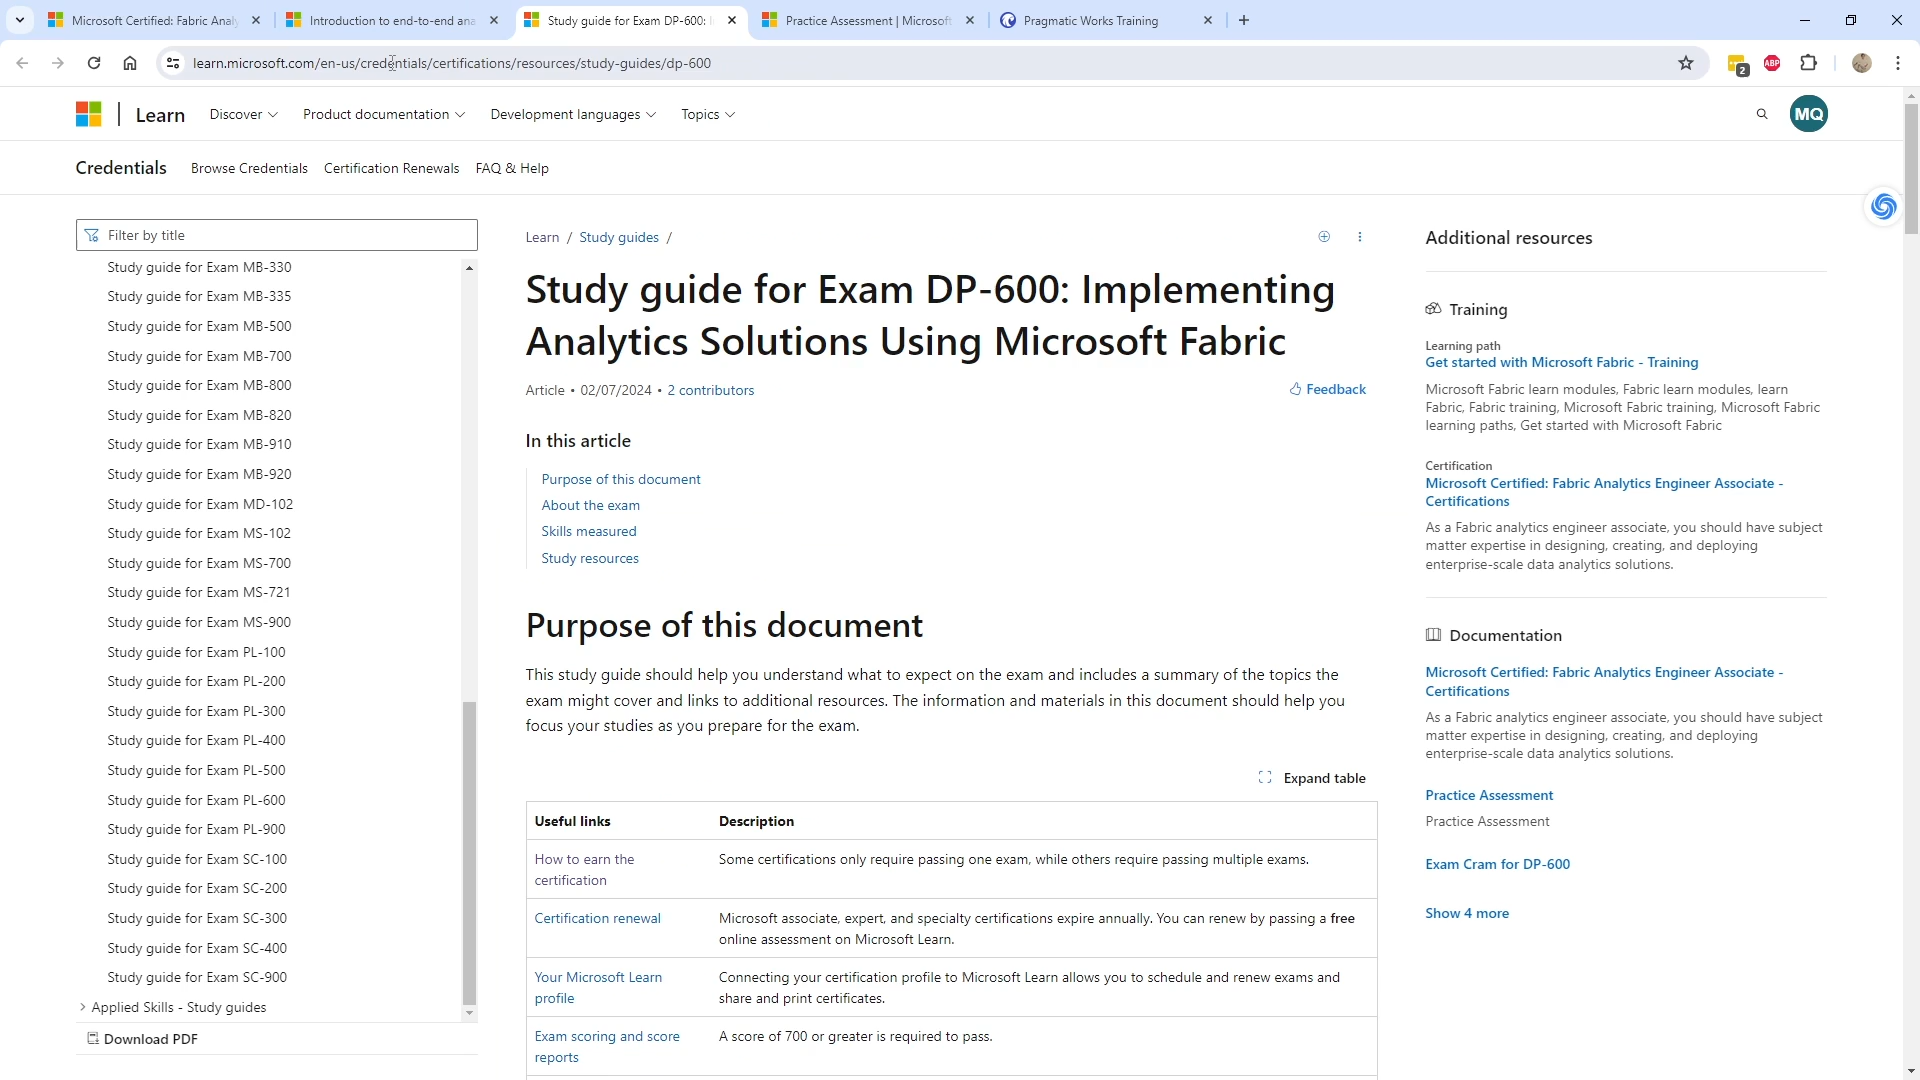 Microsoft Certified: Fabric Analy
Introduction to end-to-end ana
Study guide for Exam DP-600: I
Practice Assessment | Microsoft
Pragmatic Works Training
learn.microsoft.com/en-us/credentials/certifications/resources/study-guides/dp-600
2
ABP
Learn
Discover
Product documentation
Development languages
Topics
MQ
Credentials
Browse Credentials
Certification Renewals
FAQ & Help
Filter by title
Study guide for Exam MB-330
Study guide for Exam MB-335
Study guide for Exam MB-500
Study guide for Exam MB-700
Study guide for Exam MB-800
Study guide for Exam MB-820
Study guide for Exam MB-910
Study guide for Exam MB-920
Study guide for Exam MD-102
Study guide for Exam MS-102
Study guide for Exam MS-700
Study guide for Exam MS-721
Study guide for Exam MS-900
Study guide for Exam PL-100
Study guide for Exam PL-200
Study guide for Exam PL-300
Study guide for Exam PL-400
Study guide for Exam PL-500
Study guide for Exam PL-600
Study guide for Exam PL-900
Study guide for Exam SC-100
Study guide for Exam SC-200
Study guide for Exam SC-300
Study guide for Exam SC-400
Study guide for Exam SC-900
Applied Skills - Study guides
Download PDF
Learn / Study guides /
Study guide for Exam DP-600: Implementing
Analytics Solutions Using Microsoft Fabric
Article • 02/07/2024 • 2 contributors
Feedback
In this article
Purpose of this document
About the exam
Skills measured
Study resources
Purpose of this document
This study guide should help you understand what to expect on the exam and includes a summary of the topics the
exam might cover and links to additional resources. The information and materials in this document should help you
focus your studies as you prepare for the exam.
Expand table
Useful links
Description
How to earn the
certification
Some certifications only require passing one exam, while others require passing multiple exams.
Certification renewal
Microsoft associate, expert, and specialty certifications expire annually. You can renew by passing a free
online assessment on Microsoft Learn.
Your Microsoft Learn
profile
Connecting your certification profile to Microsoft Learn allows you to schedule and renew exams and
share and print certificates.
Exam scoring and score
reports
A score of 700 or greater is required to pass.
Additional resources
Training
Learning path
Get started with Microsoft Fabric - Training
Microsoft Fabric learn modules, Fabric learn modules, learn
Fabric, Fabric training, Microsoft Fabric training, Microsoft Fabric
learning paths, Get started with Microsoft Fabric
Certification
Microsoft Certified: Fabric Analytics Engineer Associate -
Certifications
As a Fabric analytics engineer associate, you should have subject
matter expertise in designing, creating, and deploying
enterprise-scale data analytics solutions.
Documentation
Microsoft Certified: Fabric Analytics Engineer Associate -
Certifications
As a Fabric analytics engineer associate, you should have subject
matter expertise in designing, creating, and deploying
enterprise-scale data analytics solutions.
Practice Assessment
Practice Assessment
Exam Cram for DP-600
Show 4 more